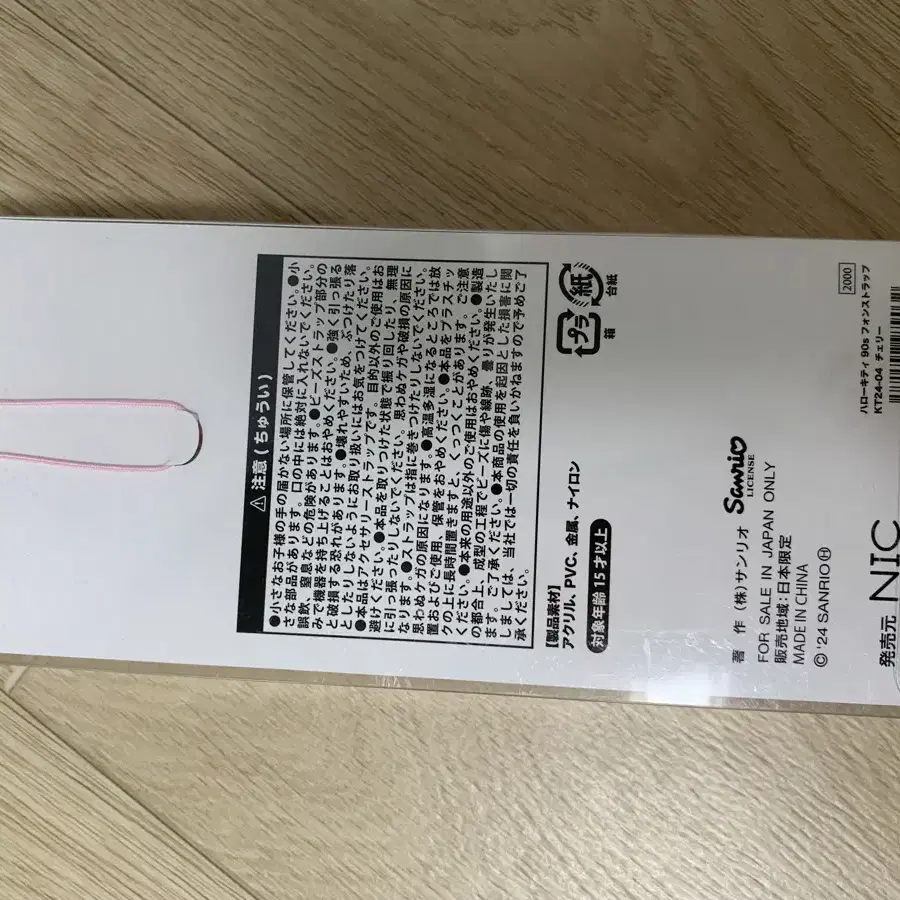 ⚠ 注意(ちゅうい)
●小さなお子様の手の届かない場所に保管してください。●小
さな部品があります。口の中には絶対に入れないでください。
誤飲、窒息などの危険があります。●ビーズストラップ部分の
みで機器を持ち上げることはおやめください。●強く引っ張る
と破損する恐れがあります。●壊れやすいため、ぶつけたり落
としたりしないようにお取り扱いにはお気をつけてください。
●本品はアクセサリーストラップです。目的以外のご使用はお
避けください。●本品を取りつけた状態で振り回したり、無理
に引っ張ったりしないでください。思わぬケガや破損の原因に
なります。●ストラップは指に巻きつけたりしないでください。
思わぬケガの原因になります。●高温多湿になるところでは放
置およびご使用、保管をおやめください。●本品をプラスチッ
クの上に長時間置きますと、くっつくことがあります。ご注意
ください。●本来の用途以外のご使用はおやめください。●製造
の都合上、成型の工程でビーズに傷や線跡、曇りが発生いたし
ます。ご了承ください。●本商品の使用を起因とした損害に関
しましては、当社では一切の責任を負いかねますので予めご了
承ください。
【製品素材】
アクリル、PVC、金属、ナイロン
対象年齢 15才以上
プラ
箱
紙
台紙
著 作 (株)サンリオ Sanrio
LICENSE
FOR SALE IN JAPAN ONLY
販売地域:日本限定
MADE IN CHINA
© '24 SANRIO Ⓗ
2000
ハローキティ 90s フォンストラップ
KT24-04 チェリー
発売元 NIC